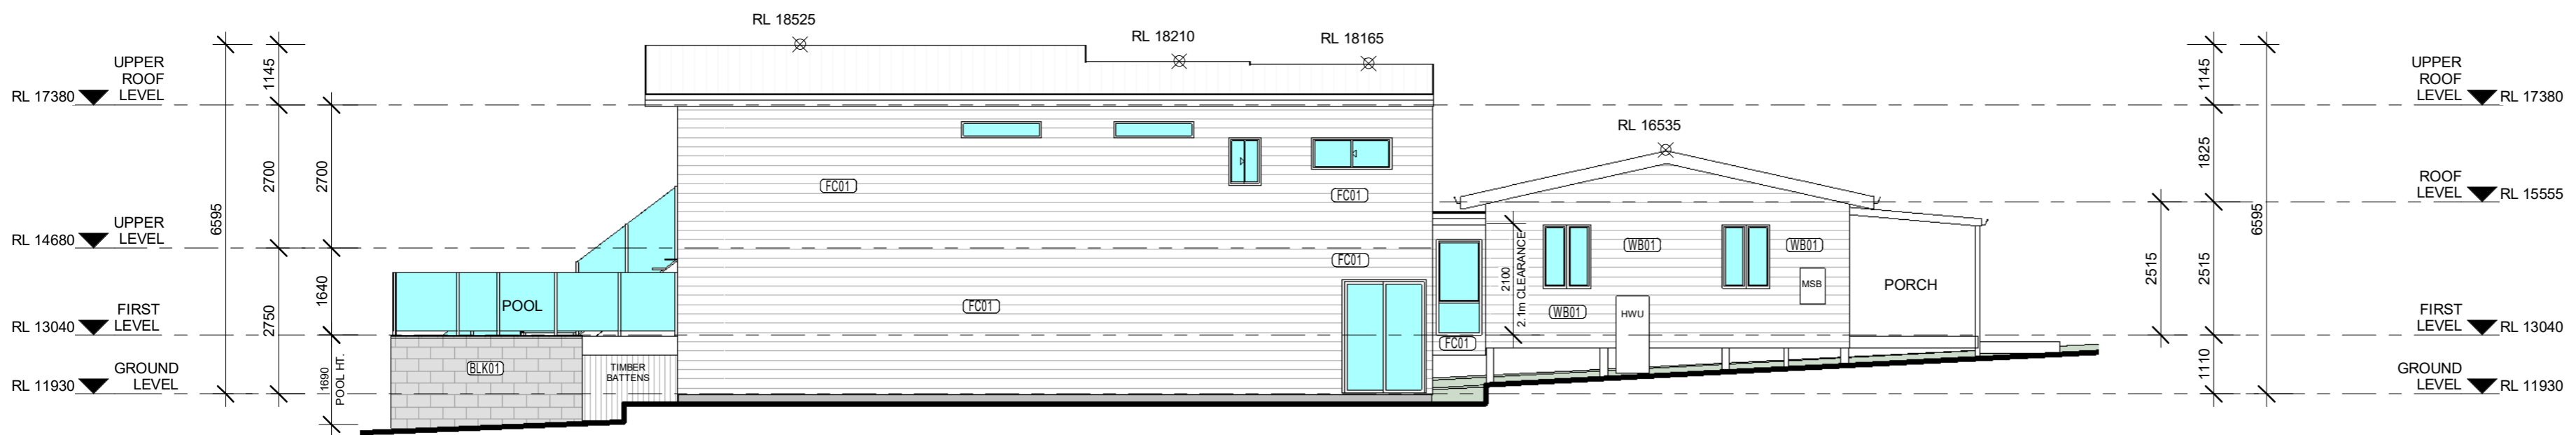 RL 18525
RL 18210
RL 18165
RL 16535
UPPER
ROOF
LEVEL
RL 17380
UPPER
LEVEL
RL 14680
FIRST
LEVEL
RL 13040
GROUND
LEVEL
RL 11930
6595
1145
2700
2750
2700
1640
1690
POOL HT.
POOL
BLK01
TIMBER
BATTENS
FC01
FC01
FC01
FC01
FC01
2100
2.1m CLEARANCE
WB01
WB01
WB01
HWU
MSB
PORCH
2515
1145
1825
2515
1110
6595
UPPER
ROOF
LEVEL
RL 17380
ROOF
LEVEL
RL 15555
FIRST
LEVEL
RL 13040
GROUND
LEVEL
RL 11930